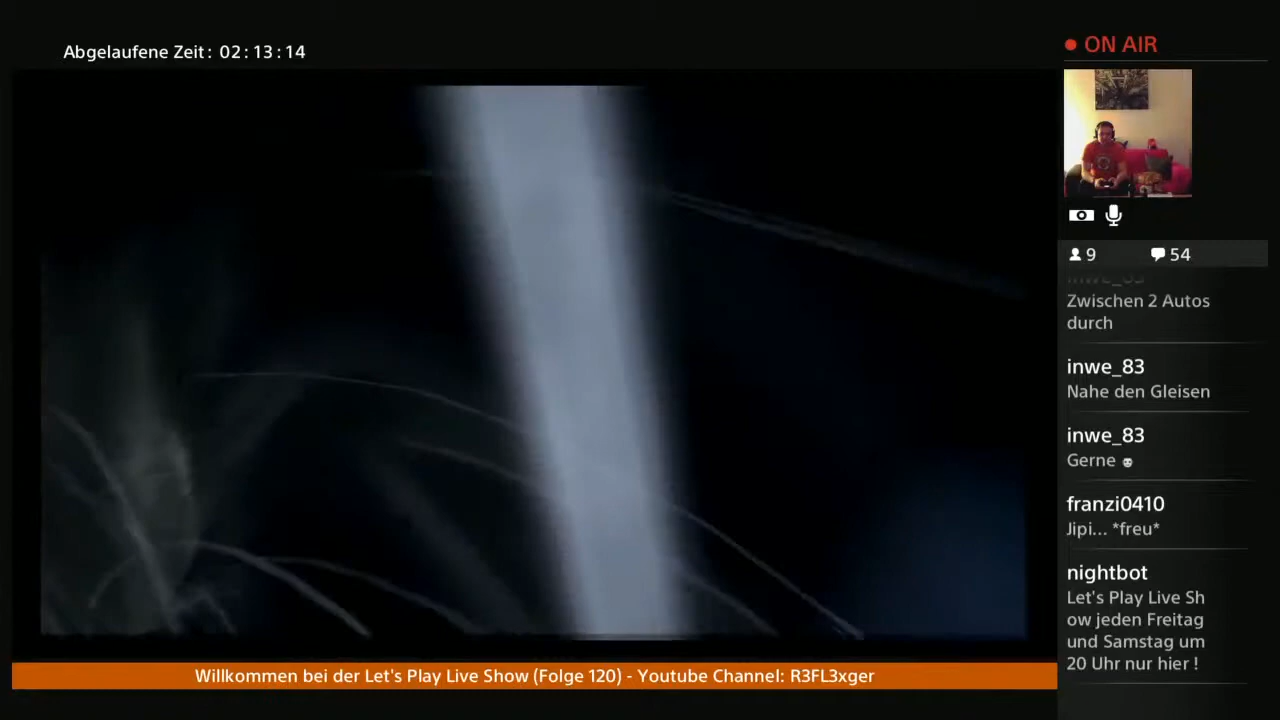 Abgelaufene Zeit: 02:13:14
ON AIR
9
54
inwe_83
Zwischen 2 Autos
durch
inwe_83
Nahe den Gleisen
inwe_83
Gerne
franzi0410
Jipi... *freu*
nightbot
Let's Play Live Sh
ow jeden Freitag
und Samstag um
20 Uhr nur hier !
Willkommen bei der Let's Play Live Show (Folge 120) - Youtube Channel: R3FL3xger